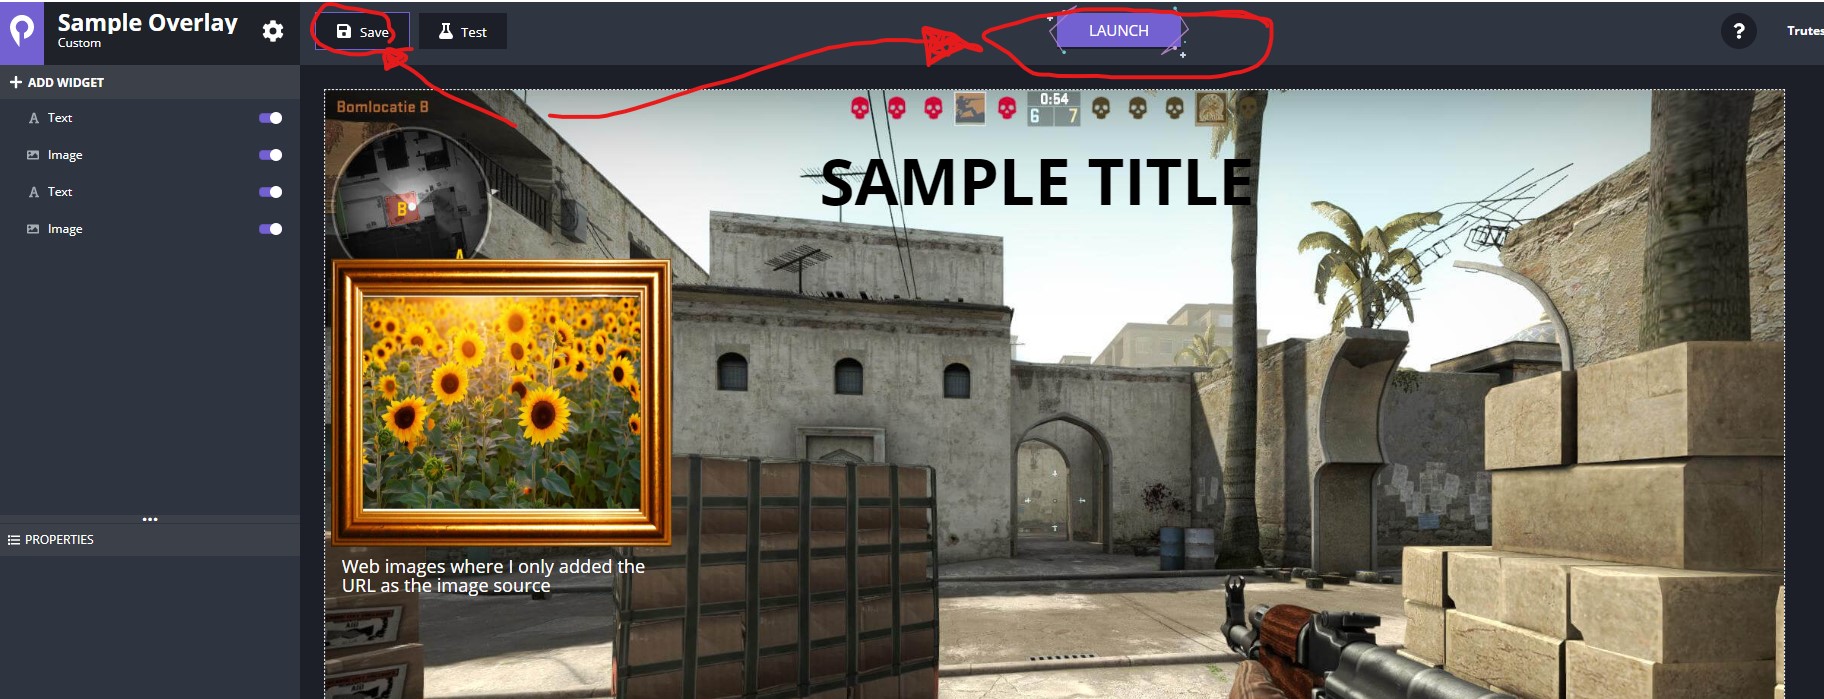 Sample Overlay
Custom
Save
Test
LAUNCH
?
Trutes
ADD WIDGET
A Text
Image
A Text
Image
PROPERTIES
Bomlocatie B
0:54
6 7
B
A
SAMPLE TITLE
Web images where I only added the
URL as the image source